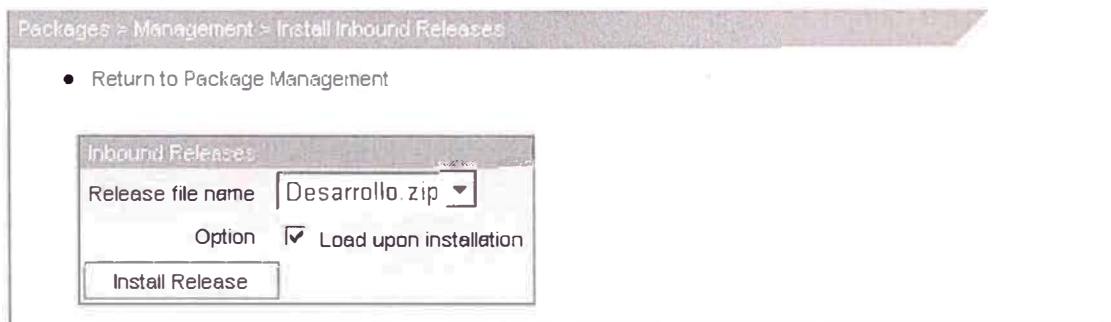 Packages > Management > Install Inbound Releases
Return to Package Management
Inbound Releases
Release file name Desarrollo.zip
Option Load upon installation
Install Release